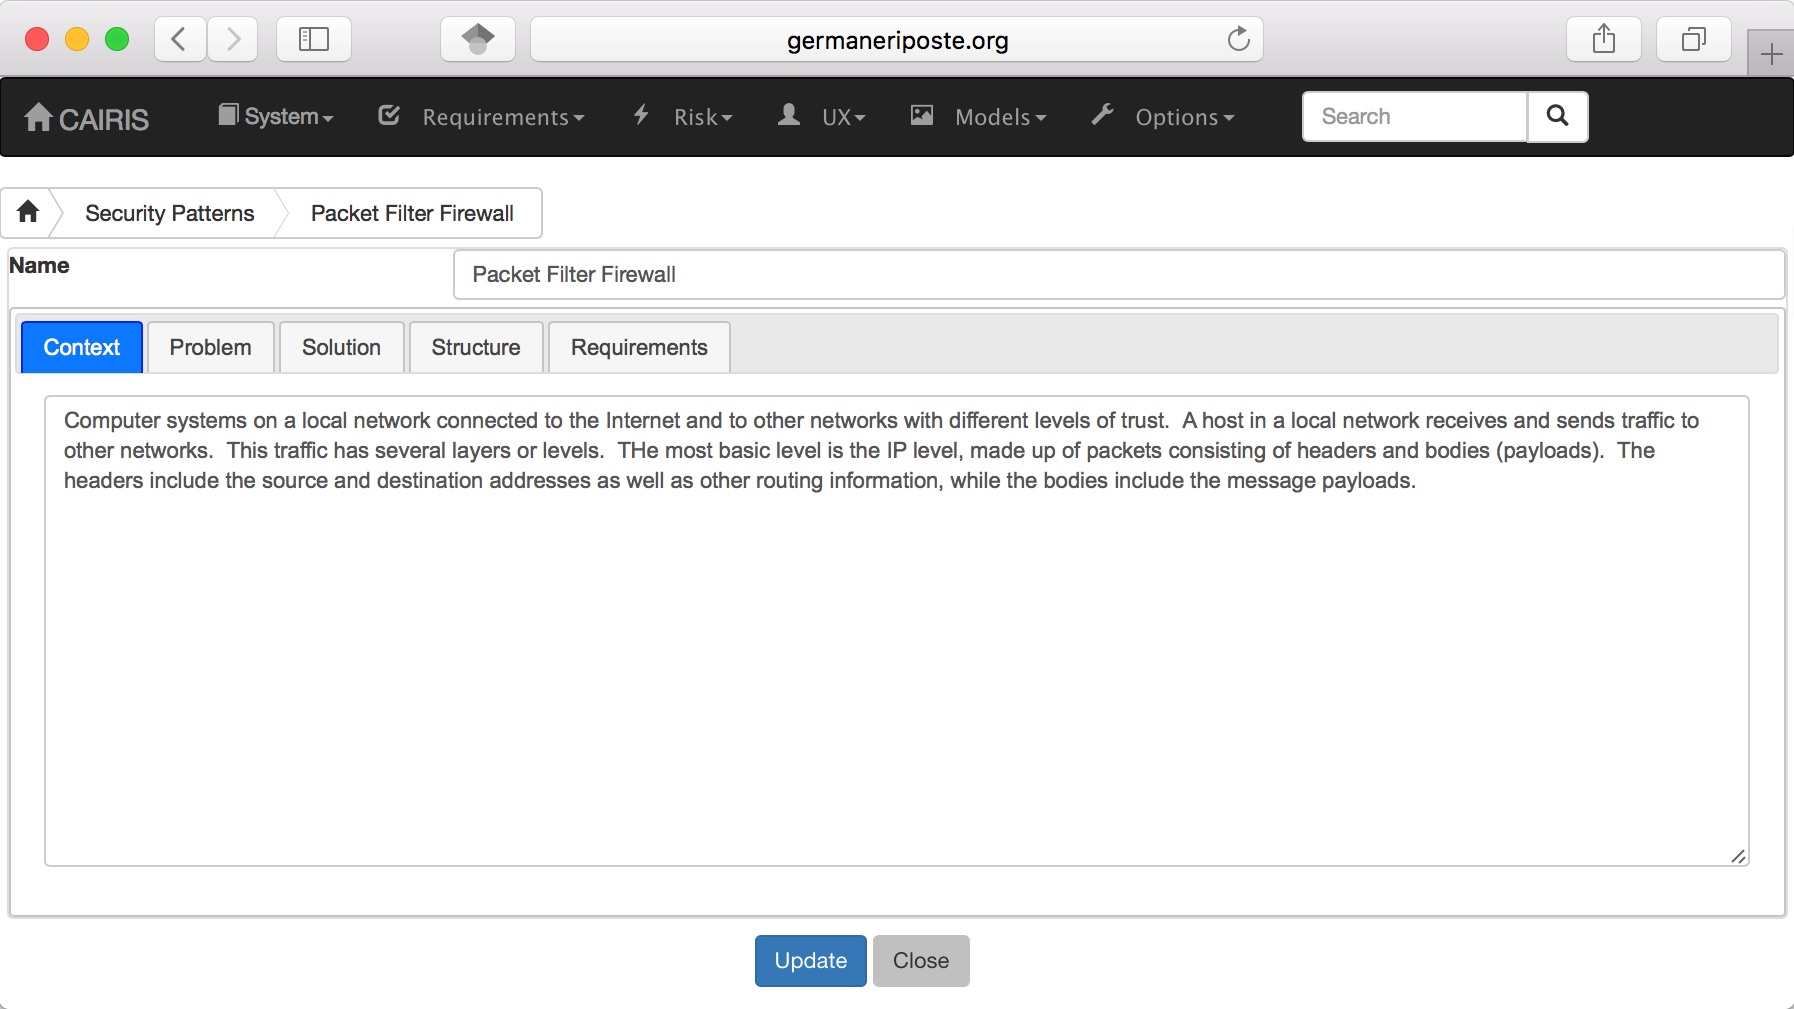 germaneriposte.org
CAIRIS System Requirements Risk UX Models Options Search
Security Patterns Packet Filter Firewall
Name Packet Filter Firewall
Context Problem Solution Structure Requirements
Computer systems on a local network connected to the Internet and to other networks with different levels of trust.  A host in a local network receives and sends traffic to
other networks.  This traffic has several layers or levels.  THe most basic level is the IP level, made up of packets consisting of headers and bodies (payloads).  The
headers include the source and destination addresses as well as other routing information, while the bodies include the message payloads.
Update Close